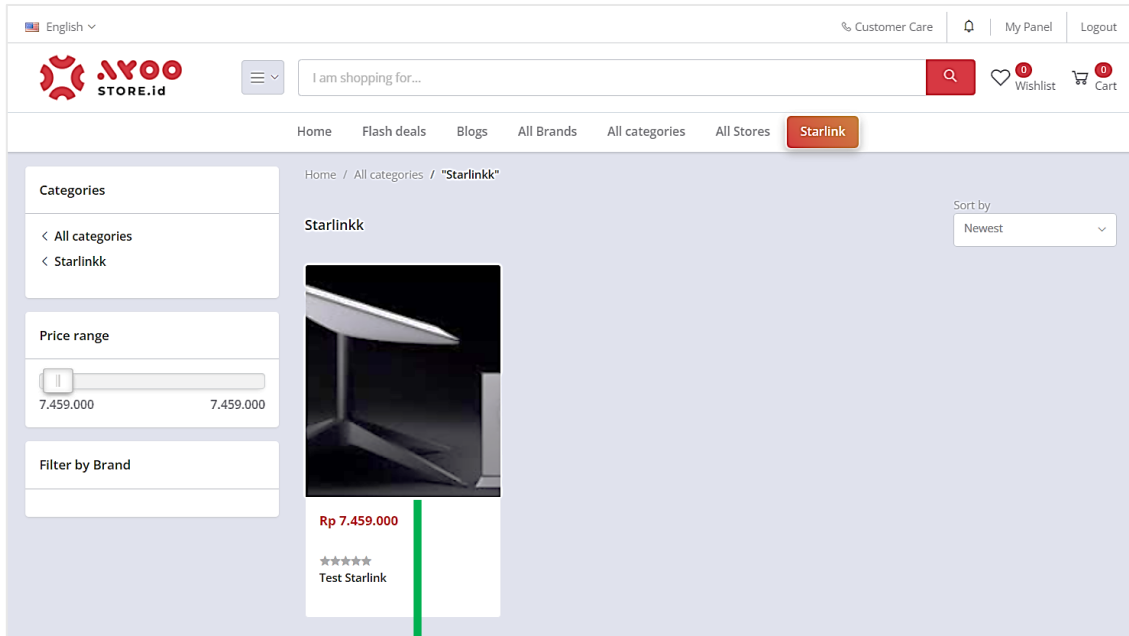 English
Customer Care
My Panel
Logout
AYOO
STORE.id
I am shopping for...
0
Wishlist
0
Cart
Home
Flash deals
Blogs
All Brands
All categories
All Stores
Starlink
Home / All categories / "Starlinkk"
Categories
< All categories
< Starlinkk
Starlinkk
Sort by
Newest
Price range
7.459.000
7.459.000
Filter by Brand
Rp 7.459.000
Test Starlink